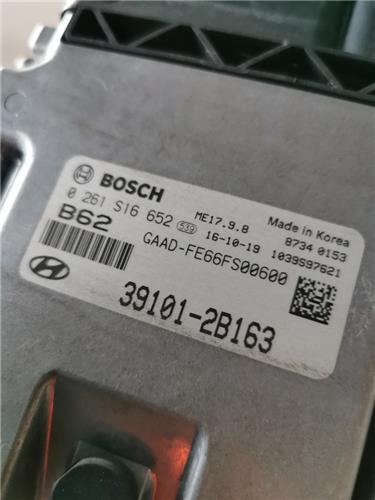 BOSCH
0 261 S16 652 539 ME17.9.8 Made in Korea
B62 16-10-19 8734 0153
GAAD-FE66FS00600 1039S97621
39101-2B163